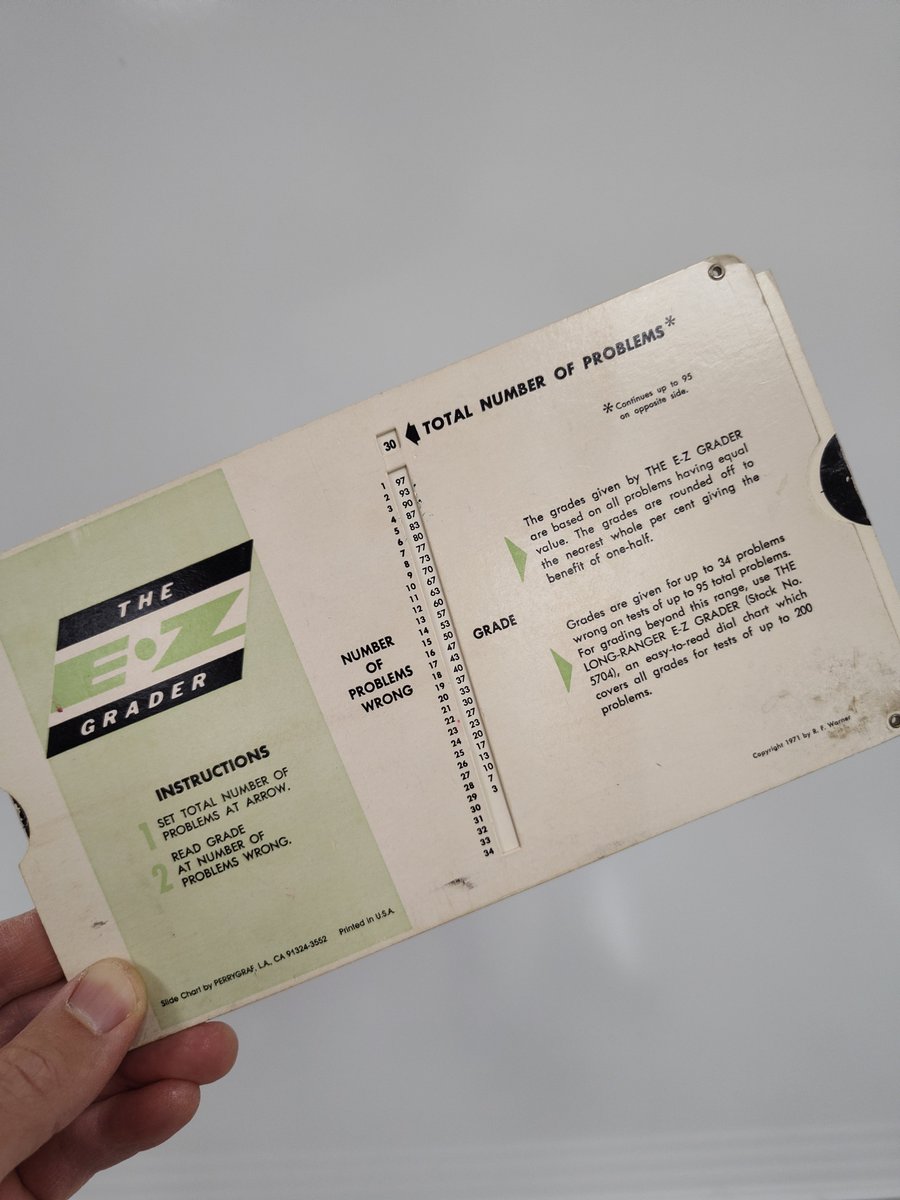 TOTAL NUMBER OF PROBLEMS*
*Continues up to 95
on opposite side.
30
THE
E•Z
GRADER
INSTRUCTIONS
1 SET TOTAL NUMBER OF
PROBLEMS AT ARROW.
2 READ GRADE
AT NUMBER OF
PROBLEMS WRONG.
Slide Chart by PERRYGRAF, L.A., CA 91324-3552 Printed in U.S.A.
NUMBER
OF
PROBLEMS
WRONG
1 97
2 93
3 90
4 87
5 83
6 80
7 77
8 73
9 70
10 67
11 63
12 60
13 57
14 53
15 50
16 47
17 43
18 40
19 37
20 33
21 30
22 27
23 23
24 20
25 17
26 13
27 10
28 7
29 3
30
31
32
33
34
GRADE
The grades given by THE E-Z GRADER
are based on all problems having equal
value. The grades are rounded off to
the nearest whole per cent giving the
benefit of one-half.
Grades are given for up to 34 problems
wrong on tests of up to 95 total problems.
For grading beyond this range, use THE
LONG-RANGER E-Z GRADER (Stock No.
5704), an easy-to-read dial chart which
covers all grades for tests of up to 200
problems.
Copyright 1971 by R. F. Warner